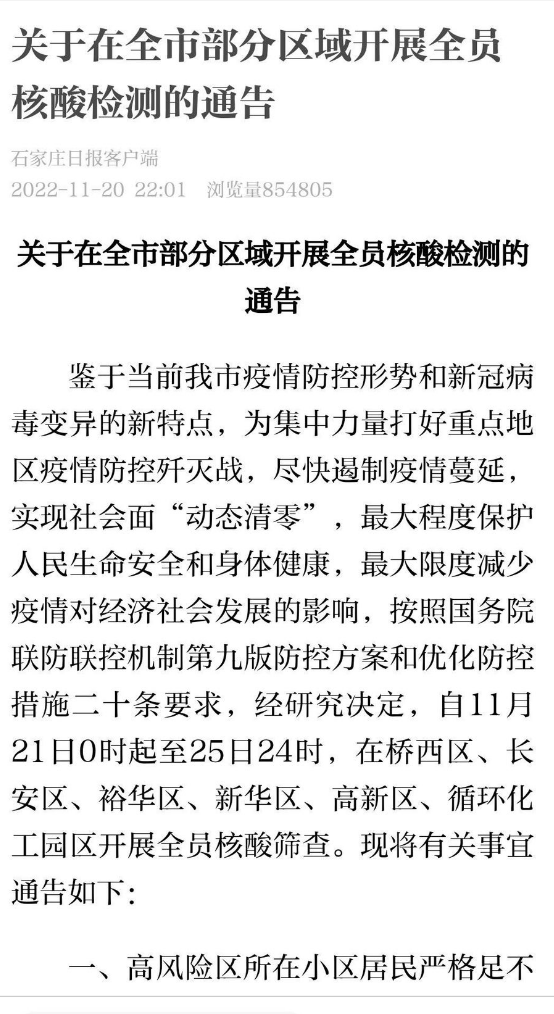 关于在全市部分区域开展全员
核酸检测的通告
石家庄日报客户端
2022-11-20 22:01 浏览量854805
关于在全市部分区域开展全员核酸检测的
通告
鉴于当前我市疫情防控形势和新冠病
毒变异的新特点，为集中力量打好重点地
区疫情防控歼灭战，尽快遏制疫情蔓延，
实现社会面“动态清零”，最大程度保护
人民生命安全和身体健康，最大限度减少
疫情对经济社会发展的影响，按照国务院
联防联控机制第九版防控方案和优化防控
措施二十条要求，经研究决定，自11月
21日0时起至25日24时，在桥西区、长
安区、裕华区、新华区、高新区、循环化
工园区开展全员核酸筛查。现将有关事宜
通告如下：
一、高风险区所在小区居民严格足不